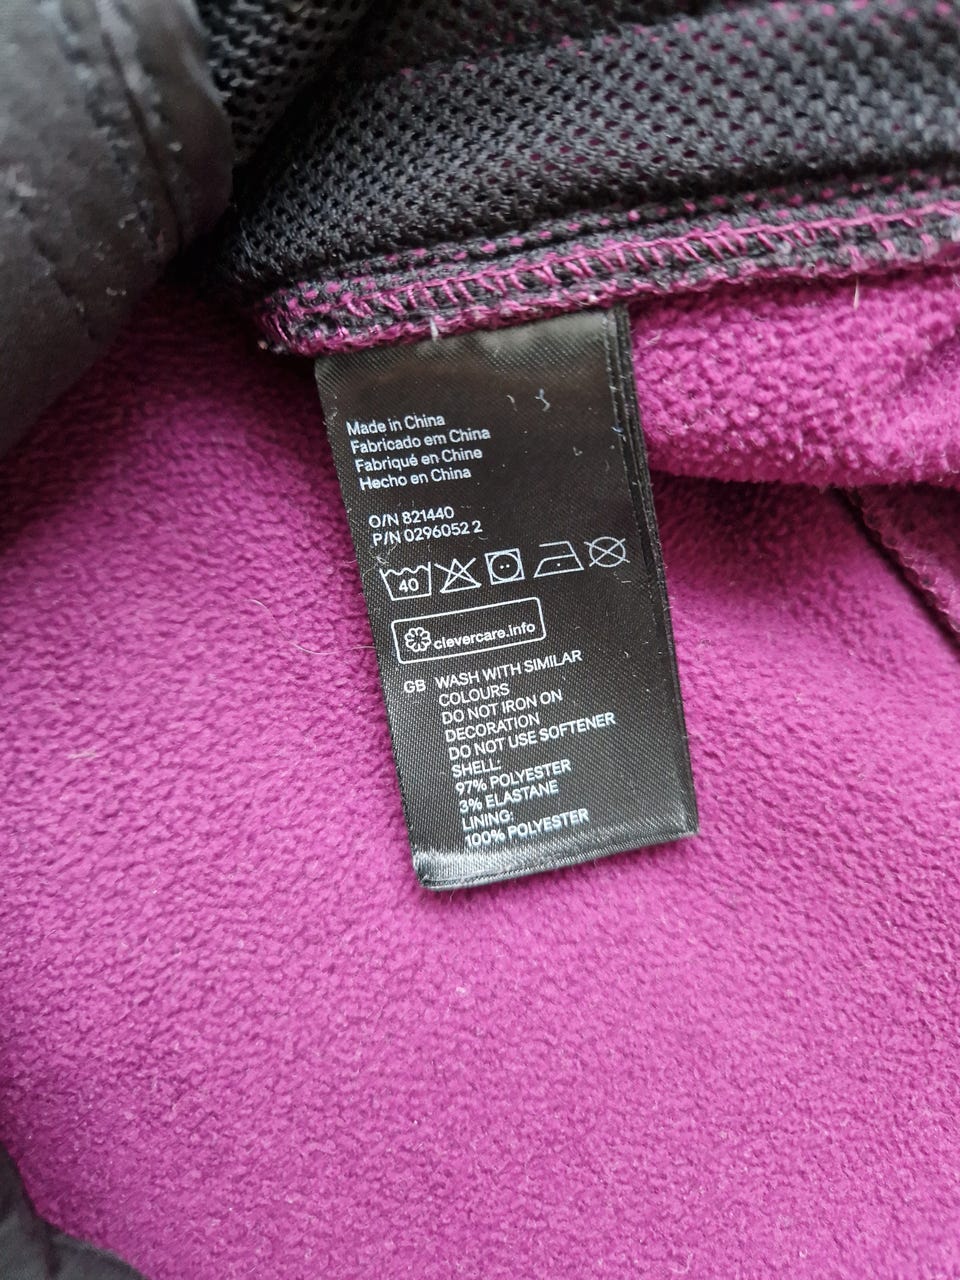 Made in China
Fabricado em China
Fabriqué en Chine
Hecho en China
O/N 821440
P/N 0296052 2
40
clevercare.info
GB WASH WITH SIMILAR
COLOURS
DO NOT IRON ON
DECORATION
DO NOT USE SOFTENER
SHELL:
97% POLYESTER
3% ELASTANE
LINING:
100% POLYESTER